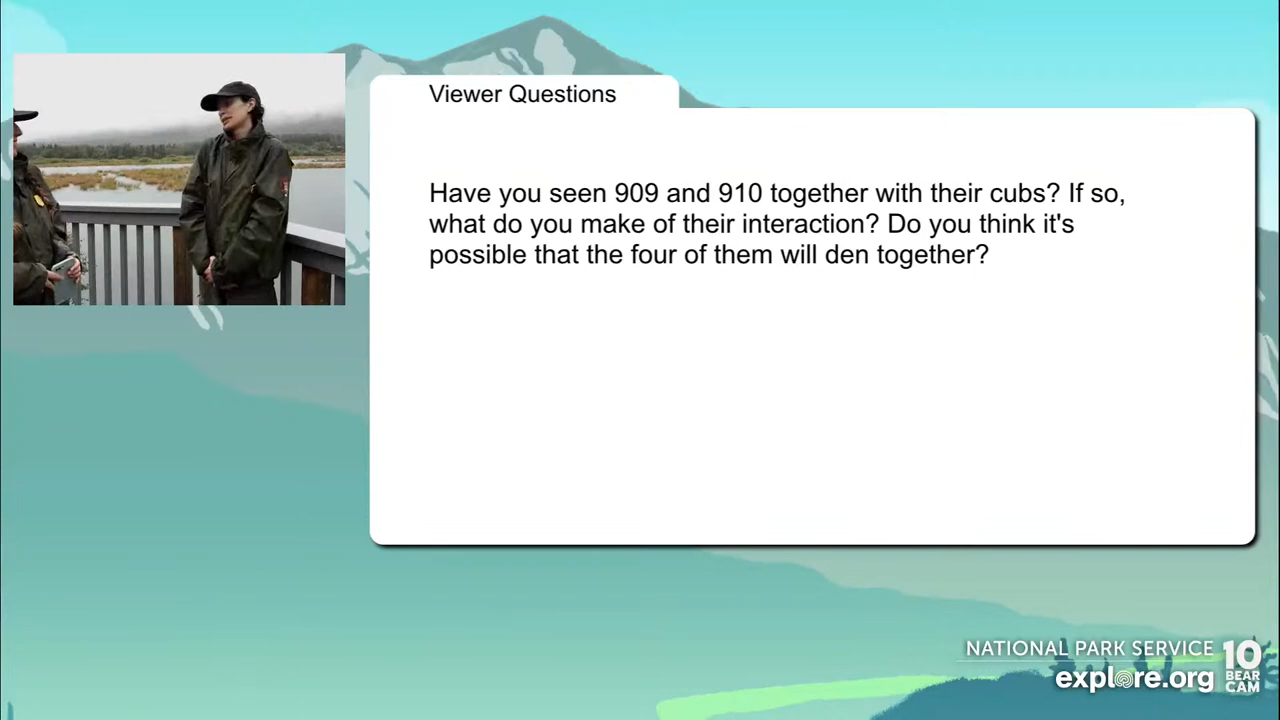 Viewer Questions
Have you seen 909 and 910 together with their cubs? If so,
what do you make of their interaction? Do you think it's
possible that the four of them will den together?
NATIONAL PARK SERVICE
explore.org
10
BEAR
CAM